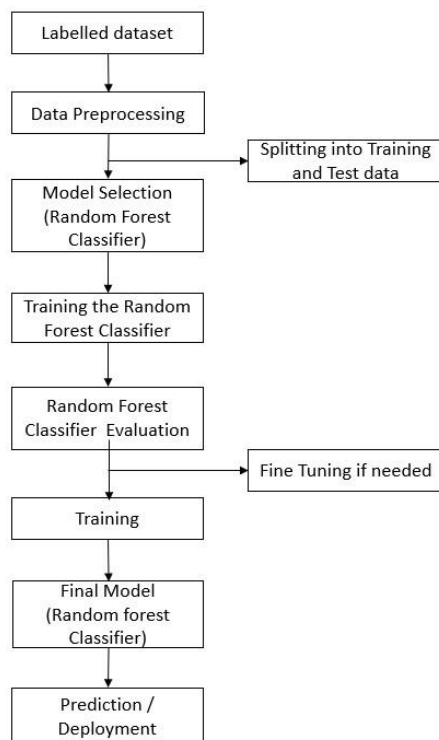 Labelled dataset
Data Preprocessing
Splitting into Training
and Test data
Model Selection
(Random Forest
Classifier)
Training the Random
Forest Classifier
Random Forest
Classifier Evaluation
Fine Tuning if needed
Training
Final Model
(Random forest
Classifier)
Prediction /
Deployment